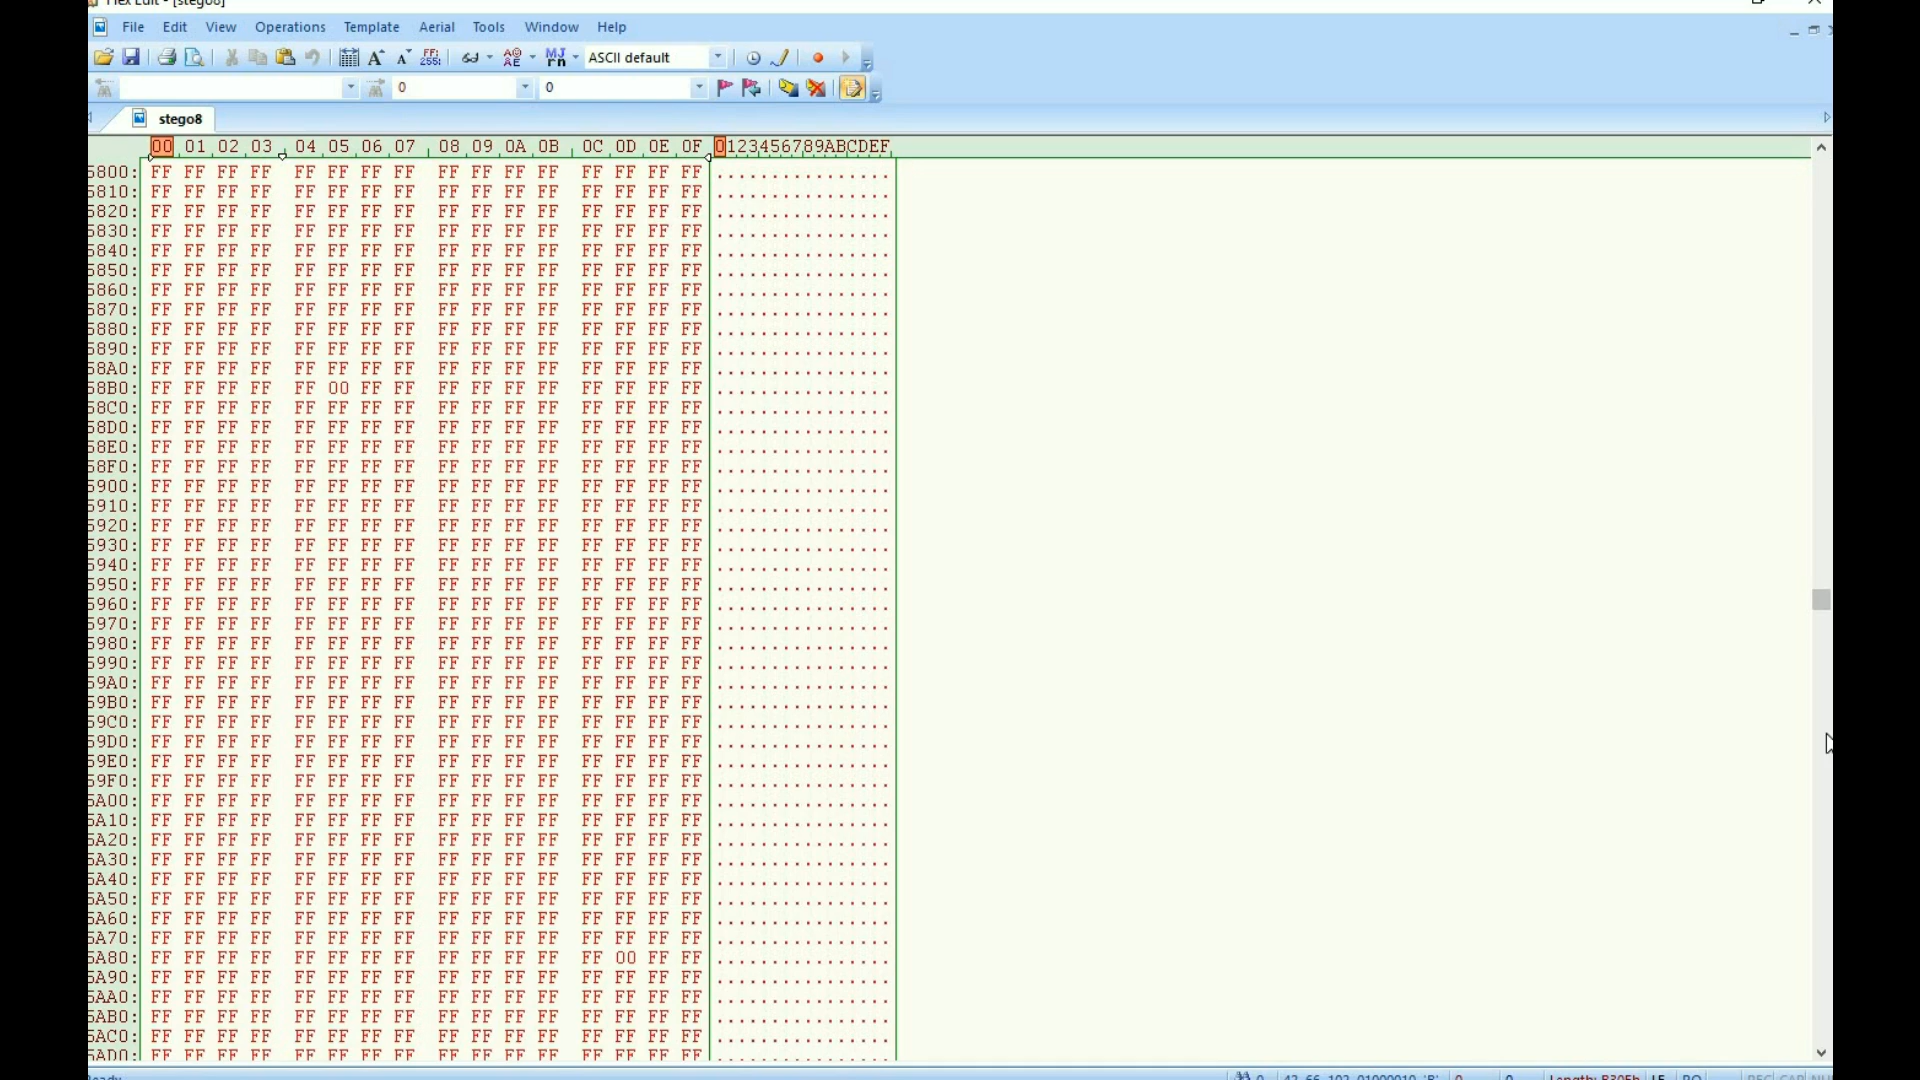 Hex Edit - [stego8]
File Edit View Operations Template Aerial Tools Window Help
ASCII default
0 0
stego8
00 01 02 03 04 05 06 07 08 09 0A 0B 0C 0D 0E 0F 0123456789ABCDEF
5800: FF FF FF FF FF FF FF FF FF FF FF FF FF FF FF FF ................
5810: FF FF FF FF FF FF FF FF FF FF FF FF FF FF FF FF ................
5820: FF FF FF FF FF FF FF FF FF FF FF FF FF FF FF FF ................
5830: FF FF FF FF FF FF FF FF FF FF FF FF FF FF FF FF ................
5840: FF FF FF FF FF FF FF FF FF FF FF FF FF FF FF FF ................
5850: FF FF FF FF FF FF FF FF FF FF FF FF FF FF FF FF ................
5860: FF FF FF FF FF FF FF FF FF FF FF FF FF FF FF FF ................
5870: FF FF FF FF FF FF FF FF FF FF FF FF FF FF FF FF ................
5880: FF FF FF FF FF FF FF FF FF FF FF FF FF FF FF FF ................
5890: FF FF FF FF FF FF FF FF FF FF FF FF FF FF FF FF ................
58A0: FF FF FF FF FF FF FF FF FF FF FF FF FF FF FF FF ................
58B0: FF FF FF FF FF 00 FF FF FF FF FF FF FF FF FF FF ................
58C0: FF FF FF FF FF FF FF FF FF FF FF FF FF FF FF FF ................
58D0: FF FF FF FF FF FF FF FF FF FF FF FF FF FF FF FF ................
58E0: FF FF FF FF FF FF FF FF FF FF FF FF FF FF FF FF ................
58F0: FF FF FF FF FF FF FF FF FF FF FF FF FF FF FF FF ................
5900: FF FF FF FF FF FF FF FF FF FF FF FF FF FF FF FF ................
5910: FF FF FF FF FF FF FF FF FF FF FF FF FF FF FF FF ................
5920: FF FF FF FF FF FF FF FF FF FF FF FF FF FF FF FF ................
5930: FF FF FF FF FF FF FF FF FF FF FF FF FF FF FF FF ................
5940: FF FF FF FF FF FF FF FF FF FF FF FF FF FF FF FF ................
5950: FF FF FF FF FF FF FF FF FF FF FF FF FF FF FF FF ................
5960: FF FF FF FF FF FF FF FF FF FF FF FF FF FF FF FF ................
5970: FF FF FF FF FF FF FF FF FF FF FF FF FF FF FF FF ................
5980: FF FF FF FF FF FF FF FF FF FF FF FF FF FF FF FF ................
5990: FF FF FF FF FF FF FF FF FF FF FF FF FF FF FF FF ................
59A0: FF FF FF FF FF FF FF FF FF FF FF FF FF FF FF FF ................
59B0: FF FF FF FF FF FF FF FF FF FF FF FF FF FF FF FF ................
59C0: FF FF FF FF FF FF FF FF FF FF FF FF FF FF FF FF ................
59D0: FF FF FF FF FF FF FF FF FF FF FF FF FF FF FF FF ................
59E0: FF FF FF FF FF FF FF FF FF FF FF FF FF FF FF FF ................
59F0: FF FF FF FF FF FF FF FF FF FF FF FF FF FF FF FF ................
5A00: FF FF FF FF FF FF FF FF FF FF FF FF FF FF FF FF ................
5A10: FF FF FF FF FF FF FF FF FF FF FF FF FF FF FF FF ................
5A20: FF FF FF FF FF FF FF FF FF FF FF FF FF FF FF FF ................
5A30: FF FF FF FF FF FF FF FF FF FF FF FF FF FF FF FF ................
5A40: FF FF FF FF FF FF FF FF FF FF FF FF FF FF FF FF ................
5A50: FF FF FF FF FF FF FF FF FF FF FF FF FF FF FF FF ................
5A60: FF FF FF FF FF FF FF FF FF FF FF FF FF FF FF FF ................
5A70: FF FF FF FF FF FF FF FF FF FF FF FF FF FF FF FF ................
5A80: FF FF FF FF FF FF FF FF FF FF FF FF FF 00 FF FF ................
5A90: FF FF FF FF FF FF FF FF FF FF FF FF FF FF FF FF ................
5AA0: FF FF FF FF FF FF FF FF FF FF FF FF FF FF FF FF ................
5AB0: FF FF FF FF FF FF FF FF FF FF FF FF FF FF FF FF ................
5AC0: FF FF FF FF FF FF FF FF FF FF FF FF FF FF FF FF ................
5AD0: FF FF FF FF FF FF FF FF FF FF FF FF FF FF FF FF ................